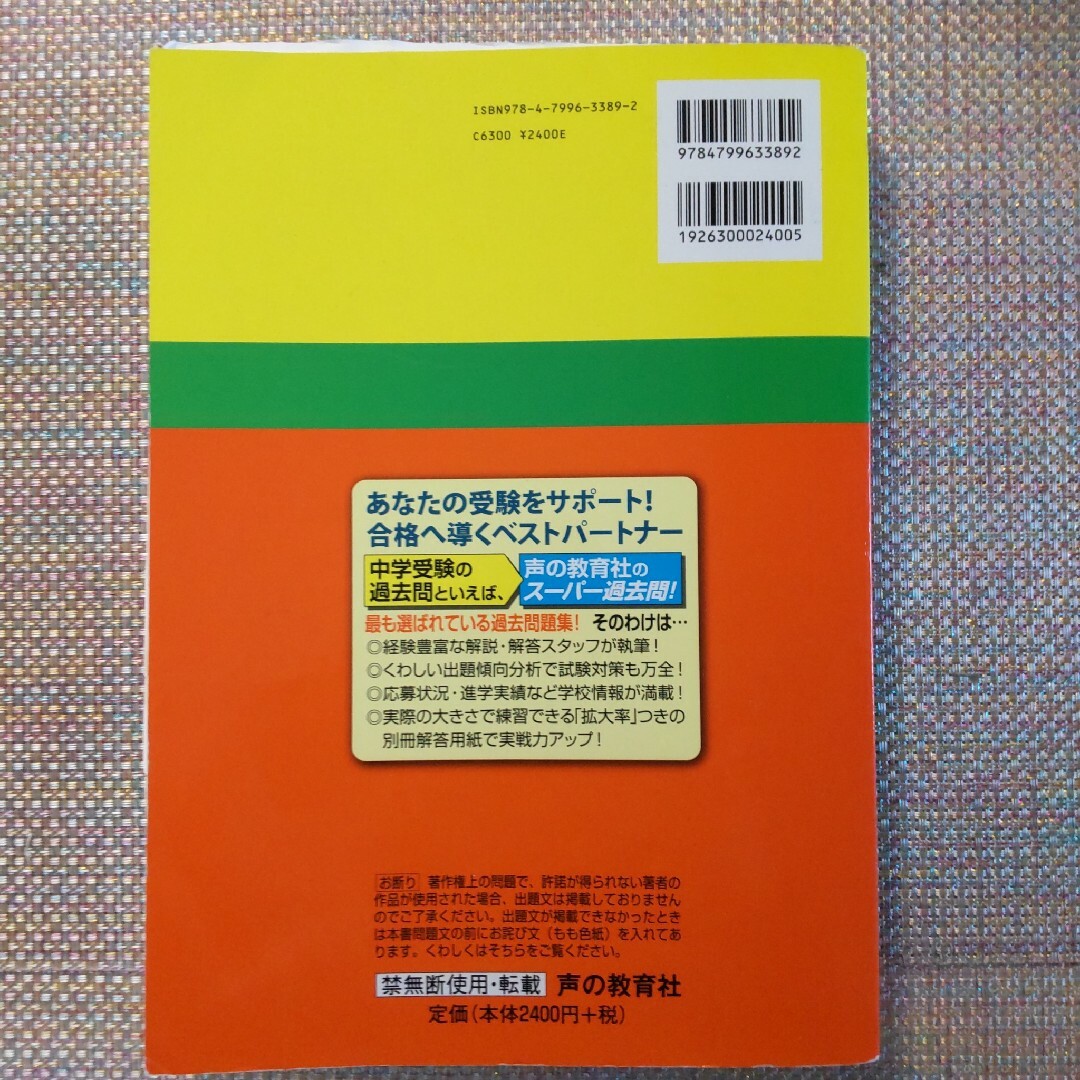 ISBN978-4-7996-3389-2
C6300 ¥2400E
9784799633892
1926300024005
あなたの受験をサポート!
合格へ導くベストパートナー
中学受験の
過去問といえば、
声の教育社の
スーパー過去問!
最も選ばれている過去問題集! そのわけは…
◎経験豊富な解説・解答スタッフが執筆!
◎くわしい出題傾向分析で試験対策も万全!
◎応募状況・進学実績など学校情報が満載!
◎実際の大きさで練習できる「拡大率」つきの
別冊解答用紙で実戦力アップ!
お断り 著作権上の問題で、許諾が得られない著者の
作品が使用された場合、出題文は掲載しておりません
のでご了承ください。出題文が掲載できなかったとき
は本書問題文の前にお詫び文(もも色紙)を入れてあ
ります。くわしくはそちらをご覧ください。
禁無断使用・転載 声の教育社
定価(本体2400円+税)